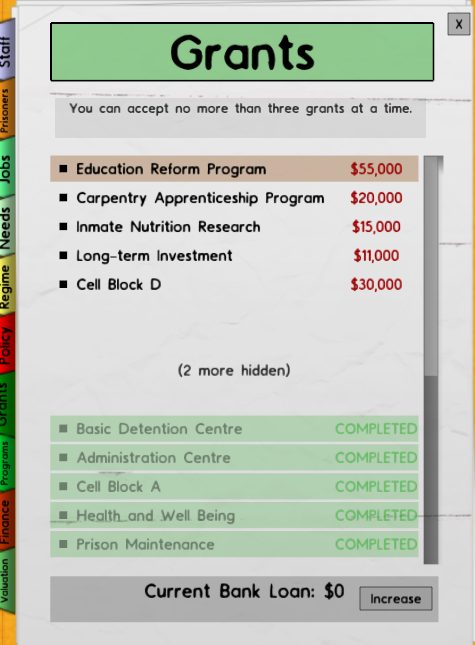 X
Grants
You can accept no more than three grants at a time.
Education Reform Program $55,000
Carpentry Apprenticeship Program $20,000
Inmate Nutrition Research $15,000
Long-term Investment $11,000
Cell Block D $30,000
(2 more hidden)
Basic Detention Centre COMPLETED
Administration Centre COMPLETED
Cell Block A COMPLETED
Health and Well Being COMPLETED
Prison Maintenance COMPLETED
Current Bank Loan: $0 Increase
Staff
Prisoners
Jobs
Needs
Regime
Policy
Grants
Programs
Finance
Valuation